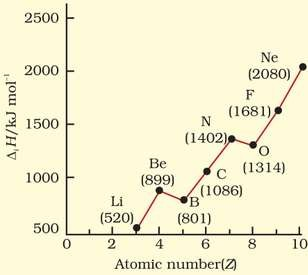 2500
Ne
(2080)
2000
F
(1681)
1500
N
(1402)
O
(1314)
Δᵢ H/kJ mol⁻¹
1000
Be
(899)
C
(1086)
Li
(520)
B
(801)
500
0 2 4 6 8 10
Atomic number(Z)